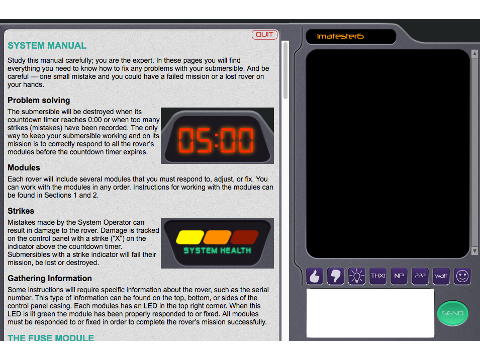 QUIT
SYSTEM MANUAL
Study this manual carefully; you are the expert. In these pages you will find
everything you need to know how to fix any problems with your submersible. And be
careful — one small mistake and you could have a failed mission or a lost rover on
your hands.
Problem solving
The submersible will be destroyed when its
countdown timer reaches 0:00 or when too many
strikes (mistakes) have been recorded. The only
way to keep your submersible working and on its
mission is to correctly respond to all the rover's
modules before the countdown timer expires.
05:00
Modules
Each rover will include several modules that you must respond to, adjust, or fix. You
can work with the modules in any order. Instructions for working with the modules can
be found in Sections 1 and 2.
Strikes
Mistakes made by the System Operator can
result in damage to the rover. Damage is tracked
on the control panel with a strike ("X") on the
indicator above the countdown timer.
Submersibles with a strike indicator will fail their
mission, be lost or destroyed.
SYSTEM HEALTH
Gathering Information
Some instructions will require specific information about the rover, such as the serial
number. This type of information can be found on the top, bottom, or sides of the
control panel casing. Each modules has an LED in the top right corner. When this
LED is lit green the module has been properly responded to or fixed. All modules
must be responded to or fixed in order to complete the rover's mission successfully.
THE FUSE MODULE
imatester6
THX! NP wait
SEND